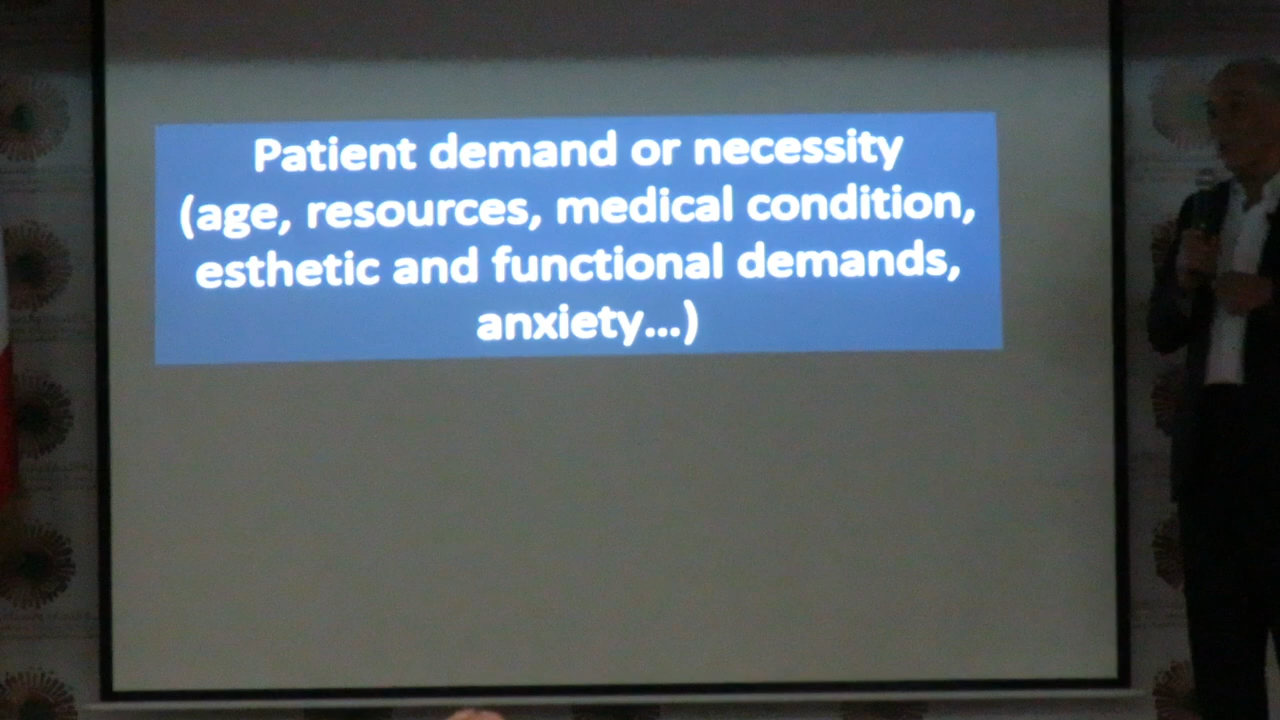 Patient demand or necessity
(age, resources, medical condition,
esthetic and functional demands,
anxiety...)